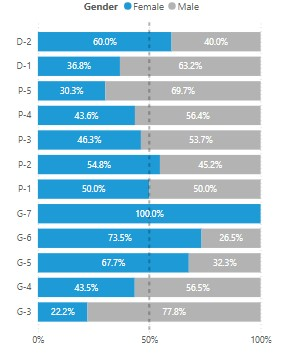 Gender Female Male
D-2 60.0% 40.0%
D-1 36.8% 63.2%
P-5 30.3% 69.7%
P-4 43.6% 56.4%
P-3 46.3% 53.7%
P-2 54.8% 45.2%
P-1 50.0% 50.0%
G-7 100.0%
G-6 73.5% 26.5%
G-5 67.7% 32.3%
G-4 43.5% 56.5%
G-3 22.2% 77.8%
0% 50% 100%